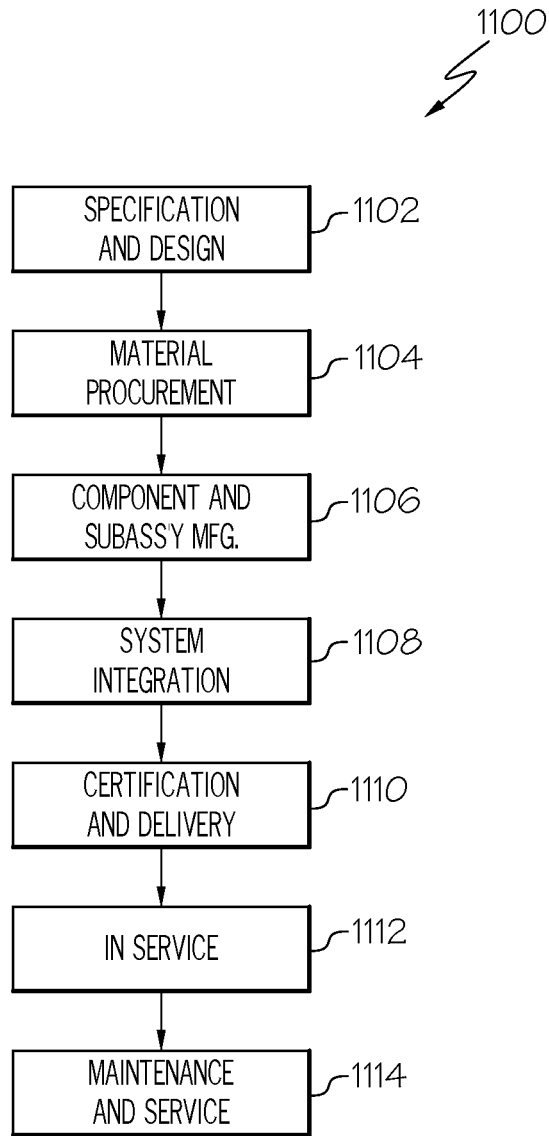 1100
SPECIFICATION
AND DESIGN
1102
MATERIAL
PROCUREMENT
1104
COMPONENT AND
SUBASS'Y MFG.
1106
SYSTEM
INTEGRATION
1108
CERTIFICATION
AND DELIVERY
1110
IN SERVICE
1112
MAINTENANCE
AND SERVICE
1114